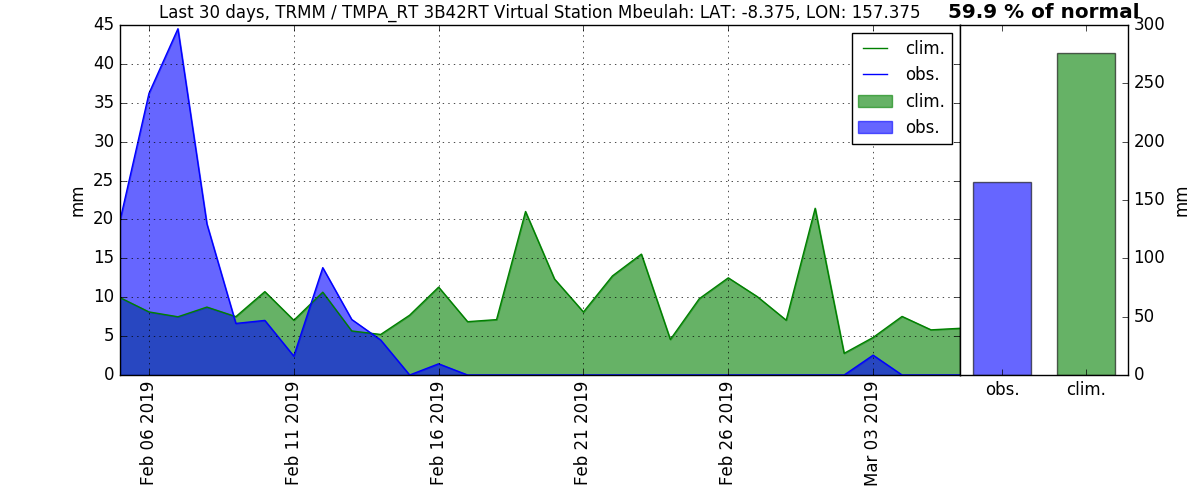 Last 30 days, TRMM / TMPA_RT 3B42RT Virtual Station Mbeulah: LAT: -8.375, LON: 157.375
59.9 % of normal
45
40
35
30
25
20
15
10
5
0
mm
clim.
obs.
clim.
obs.
Feb 06 2019
Feb 11 2019
Feb 16 2019
Feb 21 2019
Feb 26 2019
Mar 03 2019
300
250
200
150
100
50
0
mm
obs.
clim.